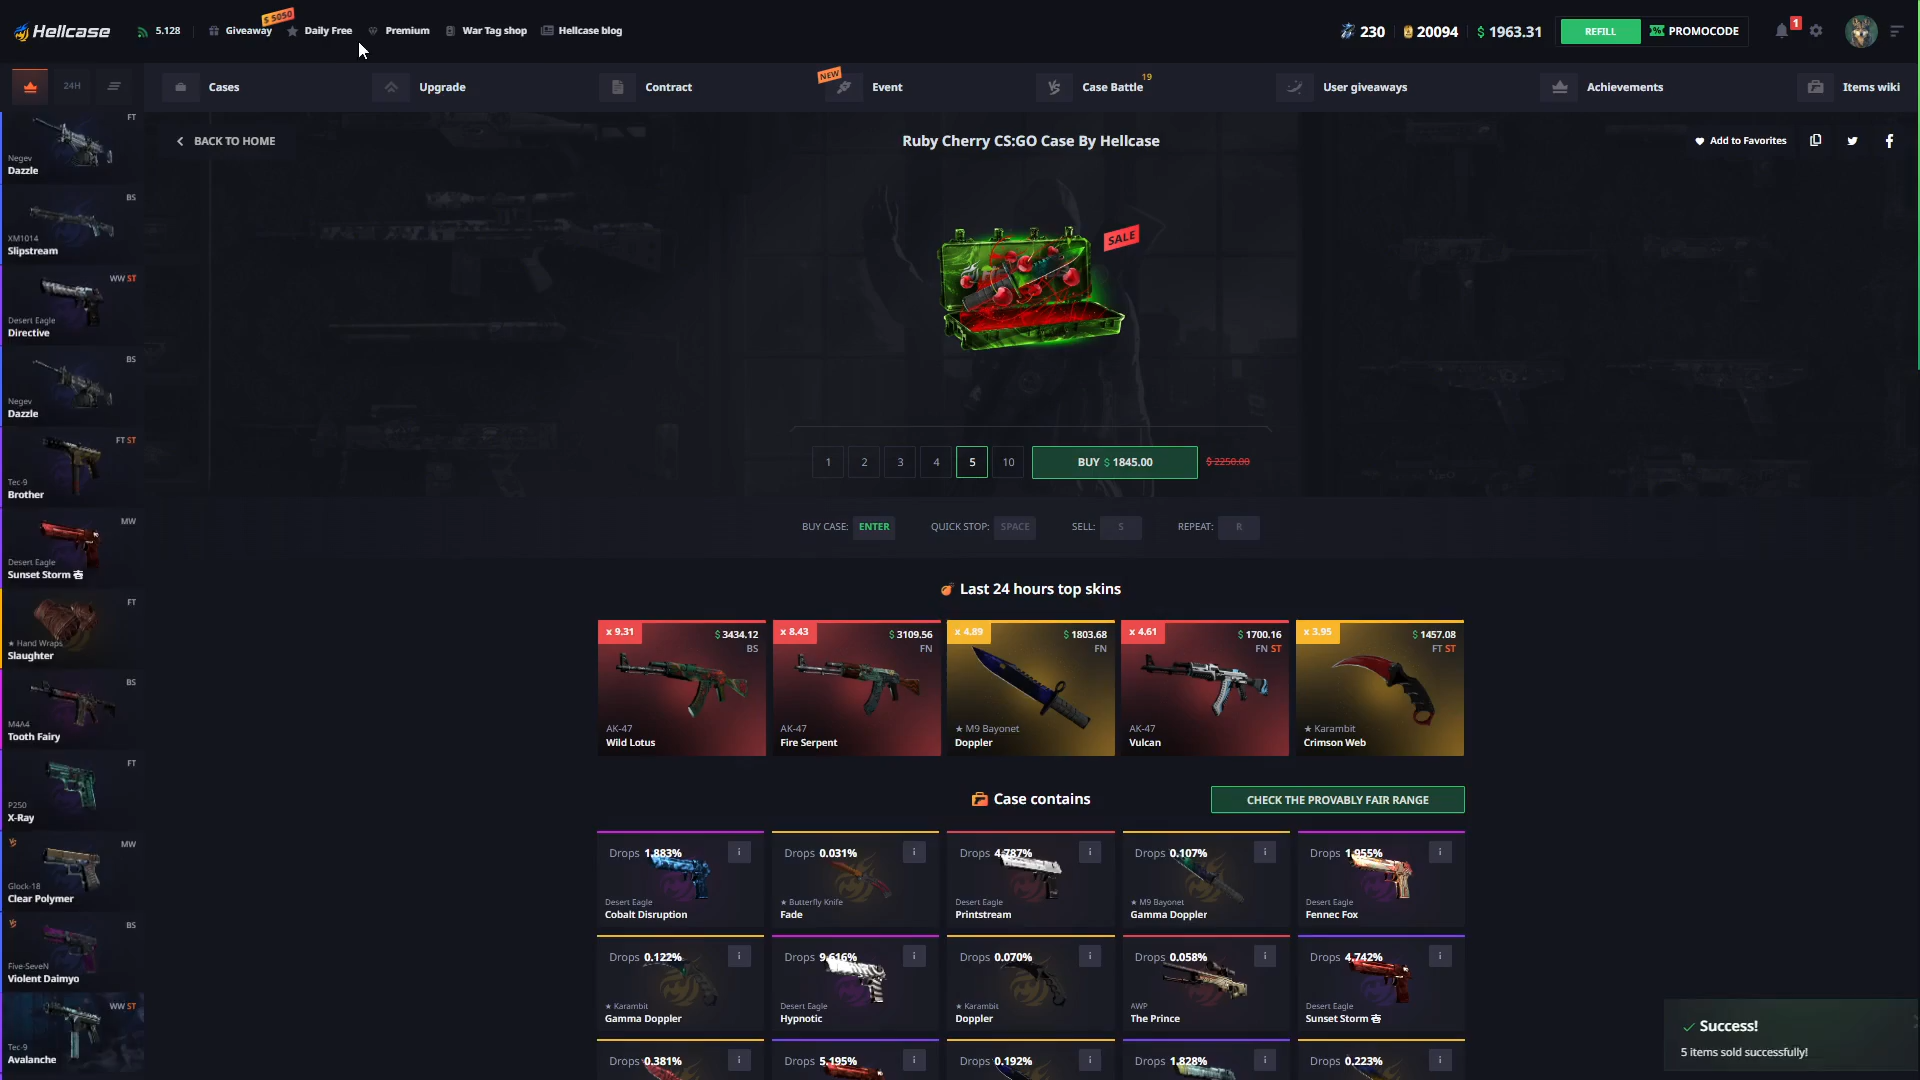 Hellcase
5.128
Giveaway
$ 5050
Daily Free
Premium
War Tag shop
Hellcase blog
230
20094
$ 1963.31
REFILL
PROMOCODE
1
24H
Cases
Upgrade
Contract
NEW
Event
Case Battle
19
User giveaways
Achievements
Items wiki
BACK TO HOME
Ruby Cherry CS:GO Case By Hellcase
Add to Favorites
SALE
1
2
3
4
5
10
BUY $ 1845.00
$ 2250.00
BUY CASE: ENTER
QUICK STOP: SPACE
SELL: S
REPEAT: R
Last 24 hours top skins
x 9.31
$ 3434.12
BS
AK-47
Wild Lotus
x 8.43
$ 3109.56
FN
AK-47
Fire Serpent
x 4.89
$ 1803.68
FN
★ M9 Bayonet
Doppler
x 4.61
$ 1700.16
FN ST
AK-47
Vulcan
x 3.95
$ 1457.08
FT ST
★ Karambit
Crimson Web
Case contains
CHECK THE PROVABLY FAIR RANGE
Drops 1.883%
i
Desert Eagle
Cobalt Disruption
Drops 0.031%
i
★ Butterfly Knife
Fade
Drops 4.787%
i
Desert Eagle
Printstream
Drops 0.107%
i
★ M9 Bayonet
Gamma Doppler
Drops 1.955%
i
Desert Eagle
Fennec Fox
Drops 0.122%
i
★ Karambit
Gamma Doppler
Drops 9.616%
i
Desert Eagle
Hypnotic
Drops 0.070%
i
★ Karambit
Doppler
Drops 0.058%
i
AWP
The Prince
Drops 4.742%
i
Desert Eagle
Sunset Storm 壱
Drops 0.381%
i
Drops 5.195%
i
Drops 0.192%
i
Drops 1.828%
i
Drops 0.223%
i
FT
Negev
Dazzle
BS
XM1014
Slipstream
WW ST
Desert Eagle
Directive
BS
Negev
Dazzle
FT ST
Tec-9
Brother
MW
Desert Eagle
Sunset Storm 壱
FT
★ Hand Wraps
Slaughter
BS
M4A4
Tooth Fairy
FT
P250
X-Ray
MW
Glock-18
Clear Polymer
BS
Five-SeveN
Violent Daimyo
WW ST
Tec-9
Avalanche
Success!
5 items sold successfully!